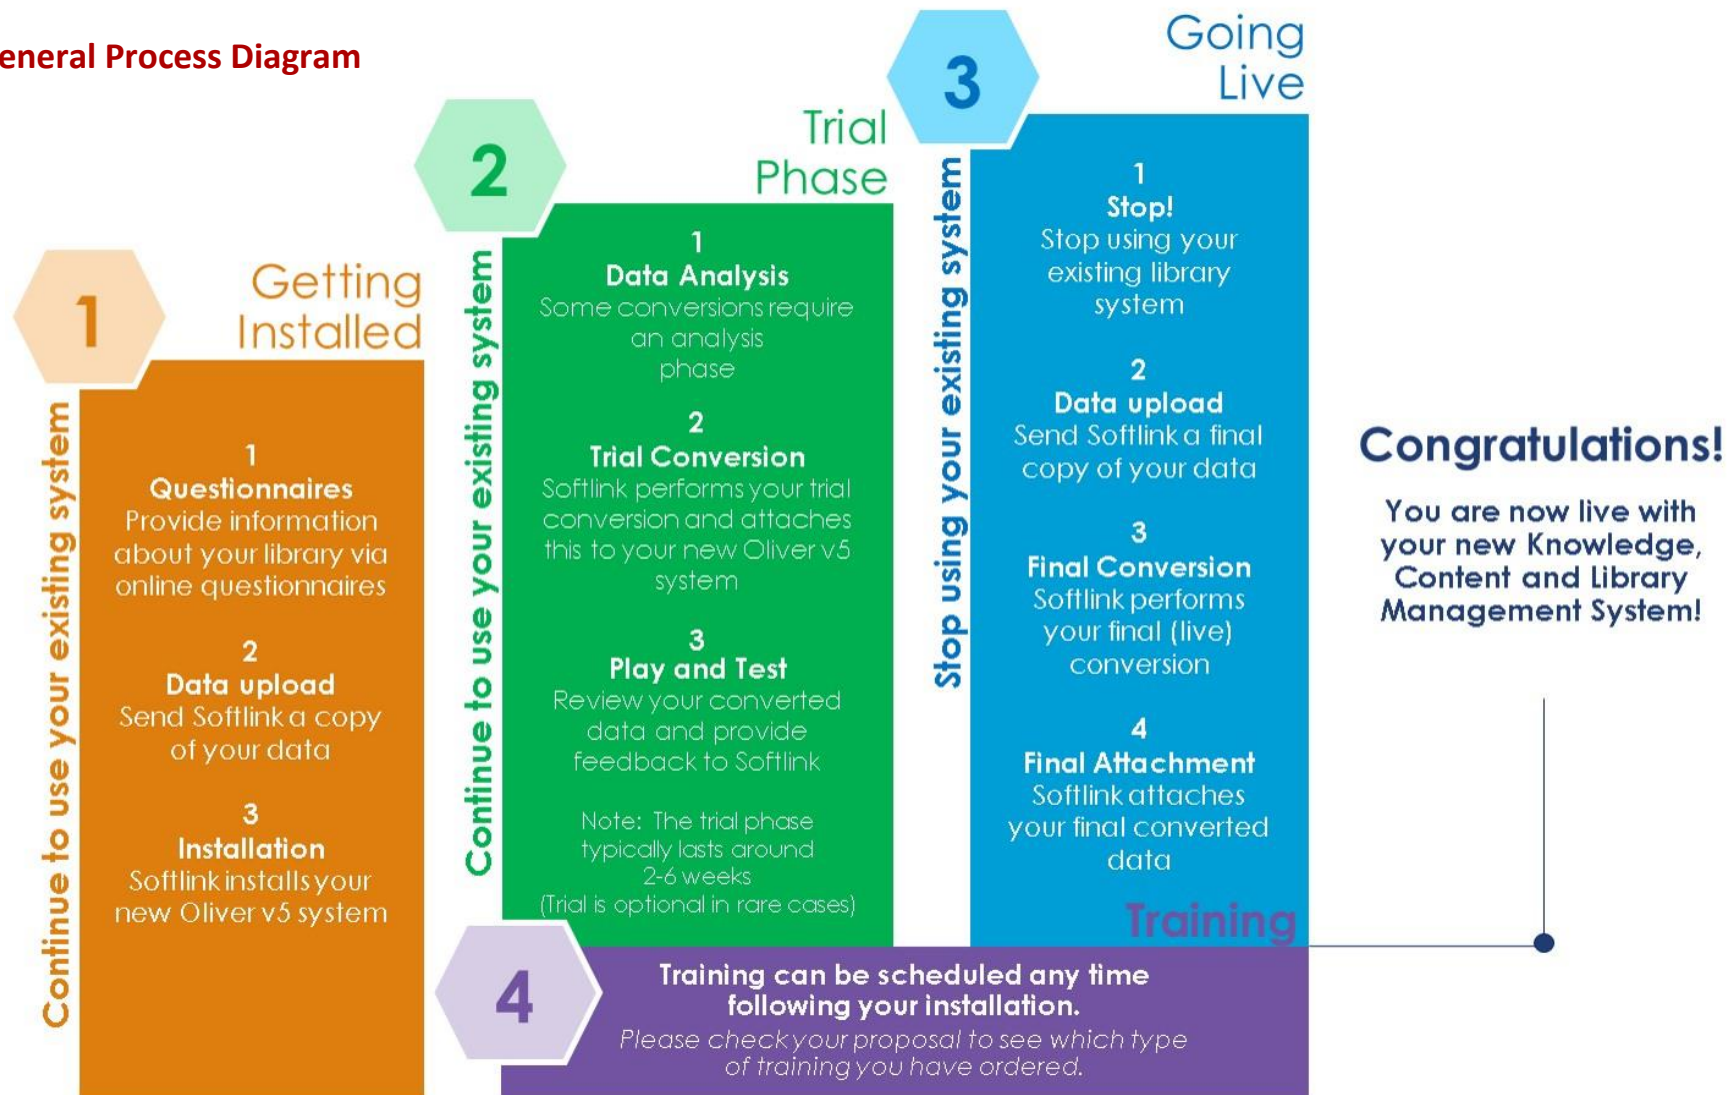 eneral Process Diagram
1
Getting
Installed
Continue to use your existing system
1
Questionnaires
Provide information
about your library via
online questionnaires
2
Data upload
Send Softlink a copy
of your data
3
Installation
Softlink installs your
new Oliver v5 system
2
Trial
Phase
Continue to use your existing system
1
Data Analysis
Some conversions require
an analysis
phase
2
Trial Conversion
Softlink performs your trial
conversion and attaches
this to your new Oliver v5
system
3
Play and Test
Review your converted
data and provide
feedback to Softlink
Note: The trial phase
typically lasts around
2-6 weeks
(Trial is optional in rare cases)
3
Going
Live
Stop using your existing system
1
Stop!
Stop using your
existing library
system
2
Data upload
Send Softlink a final
copy of your data
3
Final Conversion
Softlink performs
your final (live)
conversion
4
Final Attachment
Softlink attaches
your final converted
data
4
Training
Training can be scheduled any time
following your installation.
Please check your proposal to see which type
of training you have ordered.
Congratulations!
You are now live with
your new Knowledge,
Content and Library
Management System!